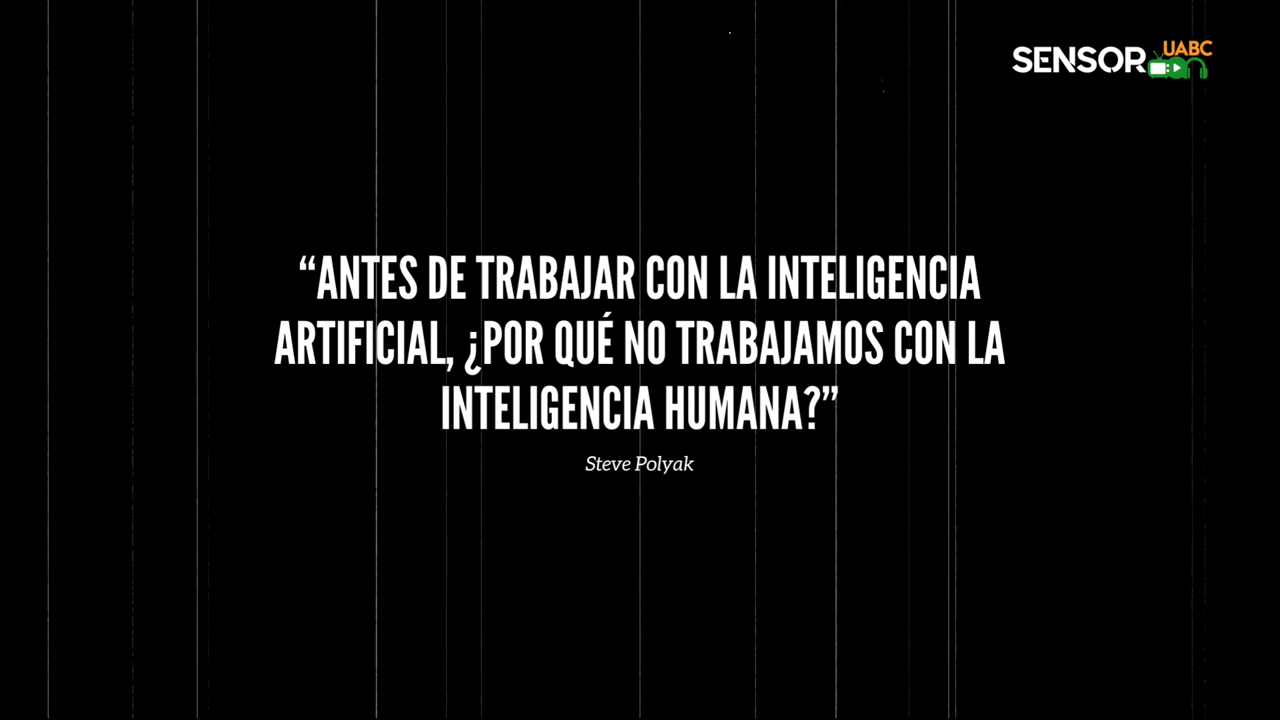 SENSOR UABC
“ANTES DE TRABAJAR CON LA INTELIGENCIA
ARTIFICIAL, ¿POR QUÉ NO TRABAJAMOS CON LA
INTELIGENCIA HUMANA?”
Steve Polyak